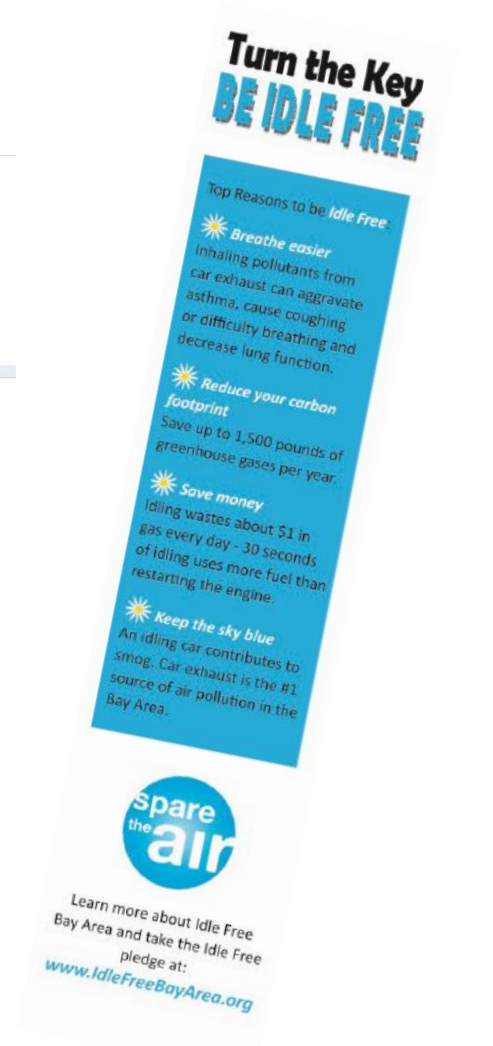 Turn the Key
BE IDLE FREE
Top Reasons to be Idle Free:
Breathe easier
Inhaling pollutants from
car exhaust can aggravate
asthma, cause coughing
or difficulty breathing and
decrease lung function.
Reduce your carbon
footprint
Save up to 1,500 pounds of
greenhouse gases per year.
Save money
Idling wastes about $1 in
gas every day - 30 seconds
of idling uses more fuel than
restarting the engine.
Keep the sky blue
An idling car contributes to
smog. Car exhaust is the #1
source of air pollution in the
Bay Area.
spare
the air
Learn more about Idle Free
Bay Area and take the Idle Free
pledge at:
www.IdleFreeBayArea.org